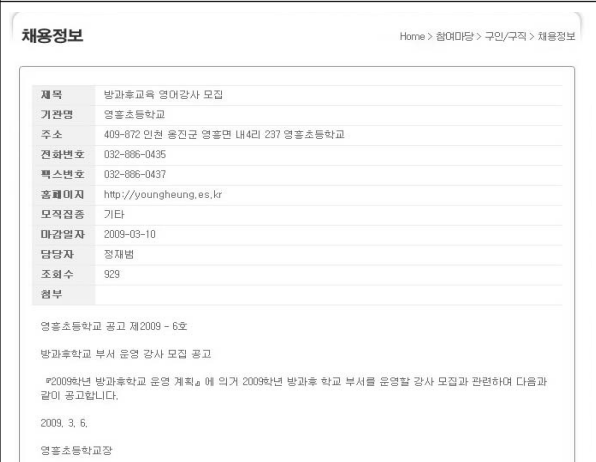 채용정보
Home > 참여마당 > 구인/구직 > 채용정보
제목 방과후교육 영어강사 모집
기관명 영흥초등학교
주소 409-872 인천 옹진군 영흥면 내4리 237 영흥초등학교
전화번호 032-886-0435
팩스번호 032-886-0437
홈페이지 http://youngheung.es.kr
모직집종 기타
마감일자 2009-03-10
담당자 정재범
조회수 929
첨부
영흥초등학교 공고 제2009 - 6호
방과후학교 부서 운영 강사 모집 공고
『2009학년 방과후학교 운영 계획』에 의거 2009학년 방과후 학교 부서를 운영할 강사 모집과 관련하여 다음과
같이 공고합니다.
2009. 3. 6.
영흥초등학교장